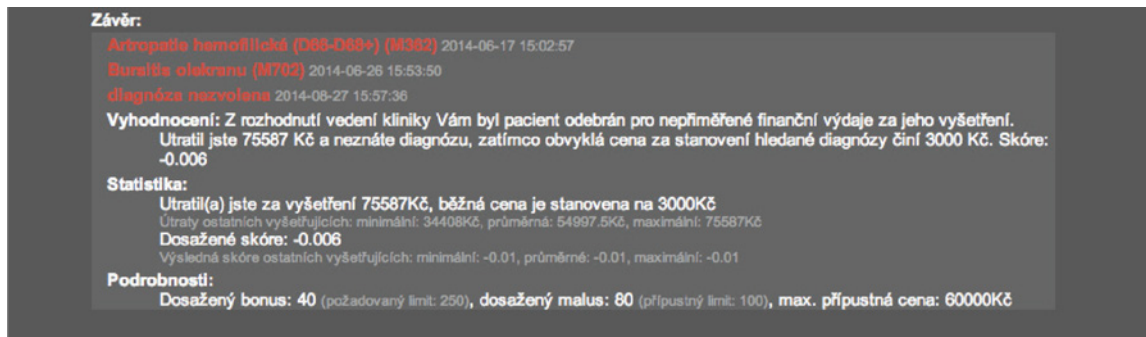 Závěr:
Artropatie hemofilická (D66-D68+) (M362) 2014-06-17 15:02:57
Bursitis olekranu (M702) 2014-06-26 15:53:50
diagnóza nezvolena 2014-08-27 15:57:36
Vyhodnocení: Z rozhodnutí vedení kliniky Vám byl pacient odebrán pro nepřiměřené finanční výdaje za jeho vyšetření.
Utratil jste 75587 Kč a neznáte diagnózu, zatímco obvyklá cena za stanovení hledané diagnózy činí 3000 Kč. Skóre:
-0.006
Statistika:
Utratil(a) jste za vyšetření 75587Kč, běžná cena je stanovena na 3000Kč
Útraty ostatních vyšetřujících: minimální: 34408Kč, průměrná: 54997.5Kč, maximální: 75587Kč
Dosažené skóre: -0.006
Výsledná skóre ostatních vyšetřujících: minimální: -0.01, průměrné: -0.01, maximální: -0.01
Podrobnosti:
Dosažený bonus: 40 (požadovaný limit: 250), dosažený malus: 80 (přípustný limit: 100), max. přípustná cena: 60000Kč